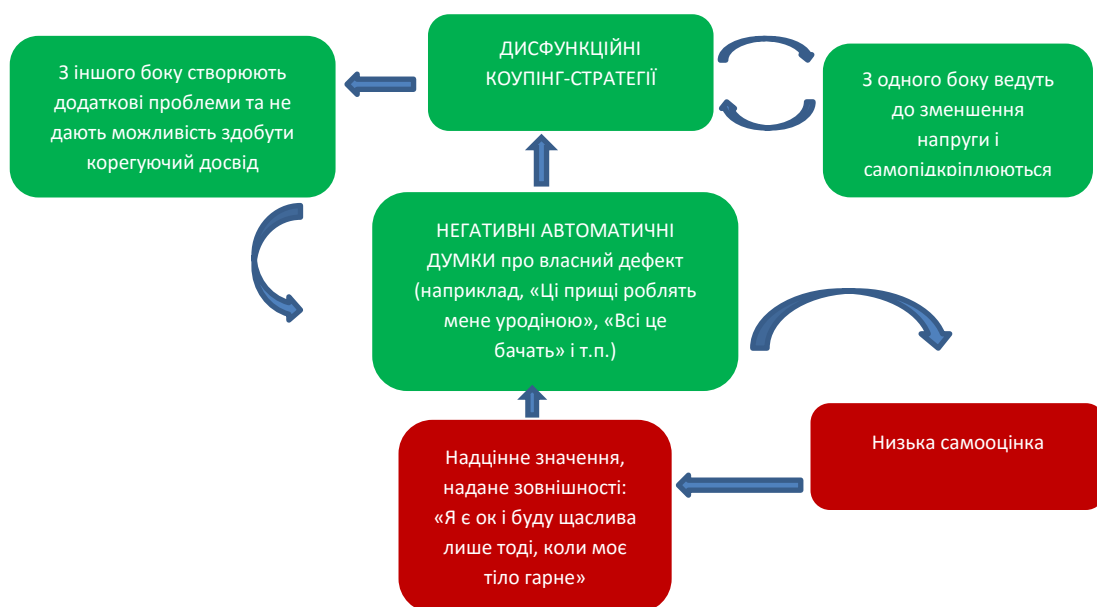 ДИСФУНКЦІЙНІ
КОУПІНГ-СТРАТЕГІЇ
З іншого боку створюють
додаткові проблеми та не
дають можливість здобути
корегуючий досвід
З одного боку ведуть
до зменшення
напруги і
самопідкріплюються
НЕГАТИВНІ АВТОМАТИЧНІ
ДУМКИ про власний дефект
(наприклад, «Ці прищі роблять
мене уродіною», «Всі це
бачать» і т.п.)
Надцінне значення,
надане зовнішності:
«Я є ок і буду щаслива
лише тоді, коли моє
тіло гарне»
Низька самооцінка